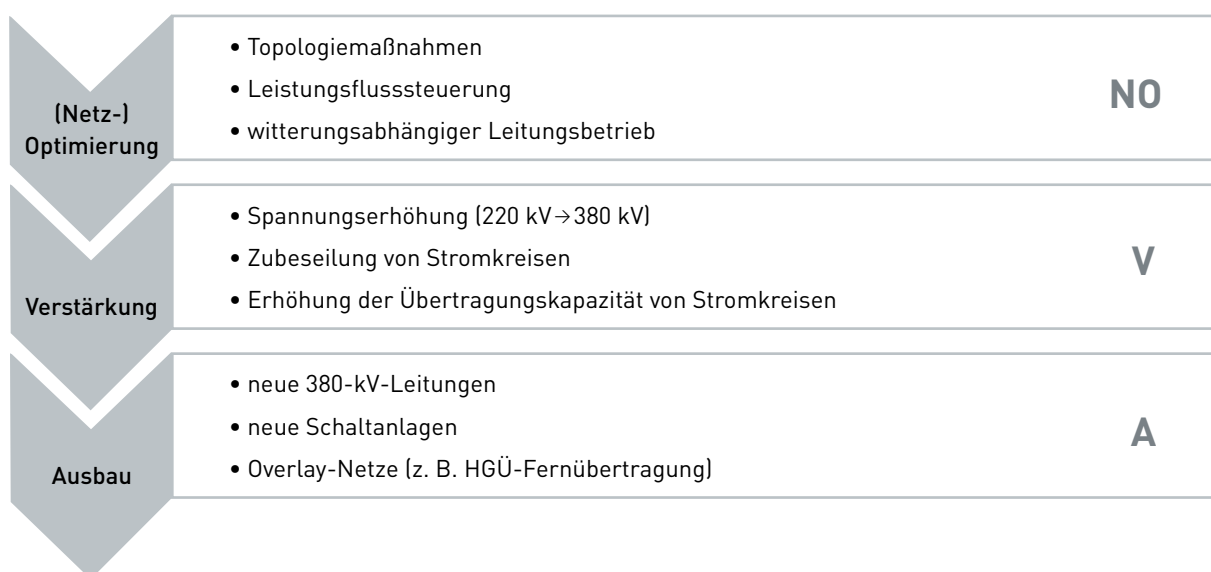 (Netz-)
Optimierung
• Topologiemaßnahmen
• Leistungsflusssteuerung
• witterungsabhängiger Leitungsbetrieb
NO
Verstärkung
• Spannungserhöhung (220 kV→380 kV)
• Zubeseilung von Stromkreisen
• Erhöhung der Übertragungskapazität von Stromkreisen
V
Ausbau
• neue 380-kV-Leitungen
• neue Schaltanlagen
• Overlay-Netze (z. B. HGÜ-Fernübertragung)
A